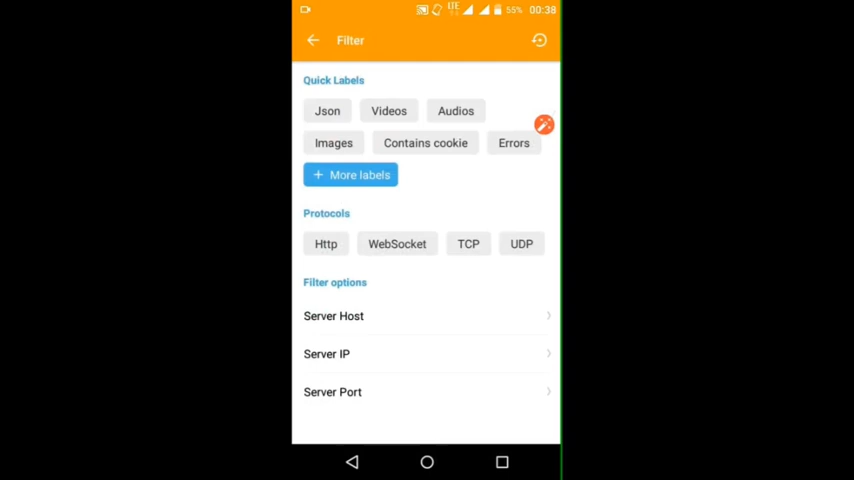 LTE 55% 00:38
Filter
Quick Labels
Json Videos Audios
Images Contains cookie Errors
+ More labels
Protocols
Http WebSocket TCP UDP
Filter options
Server Host
Server IP
Server Port